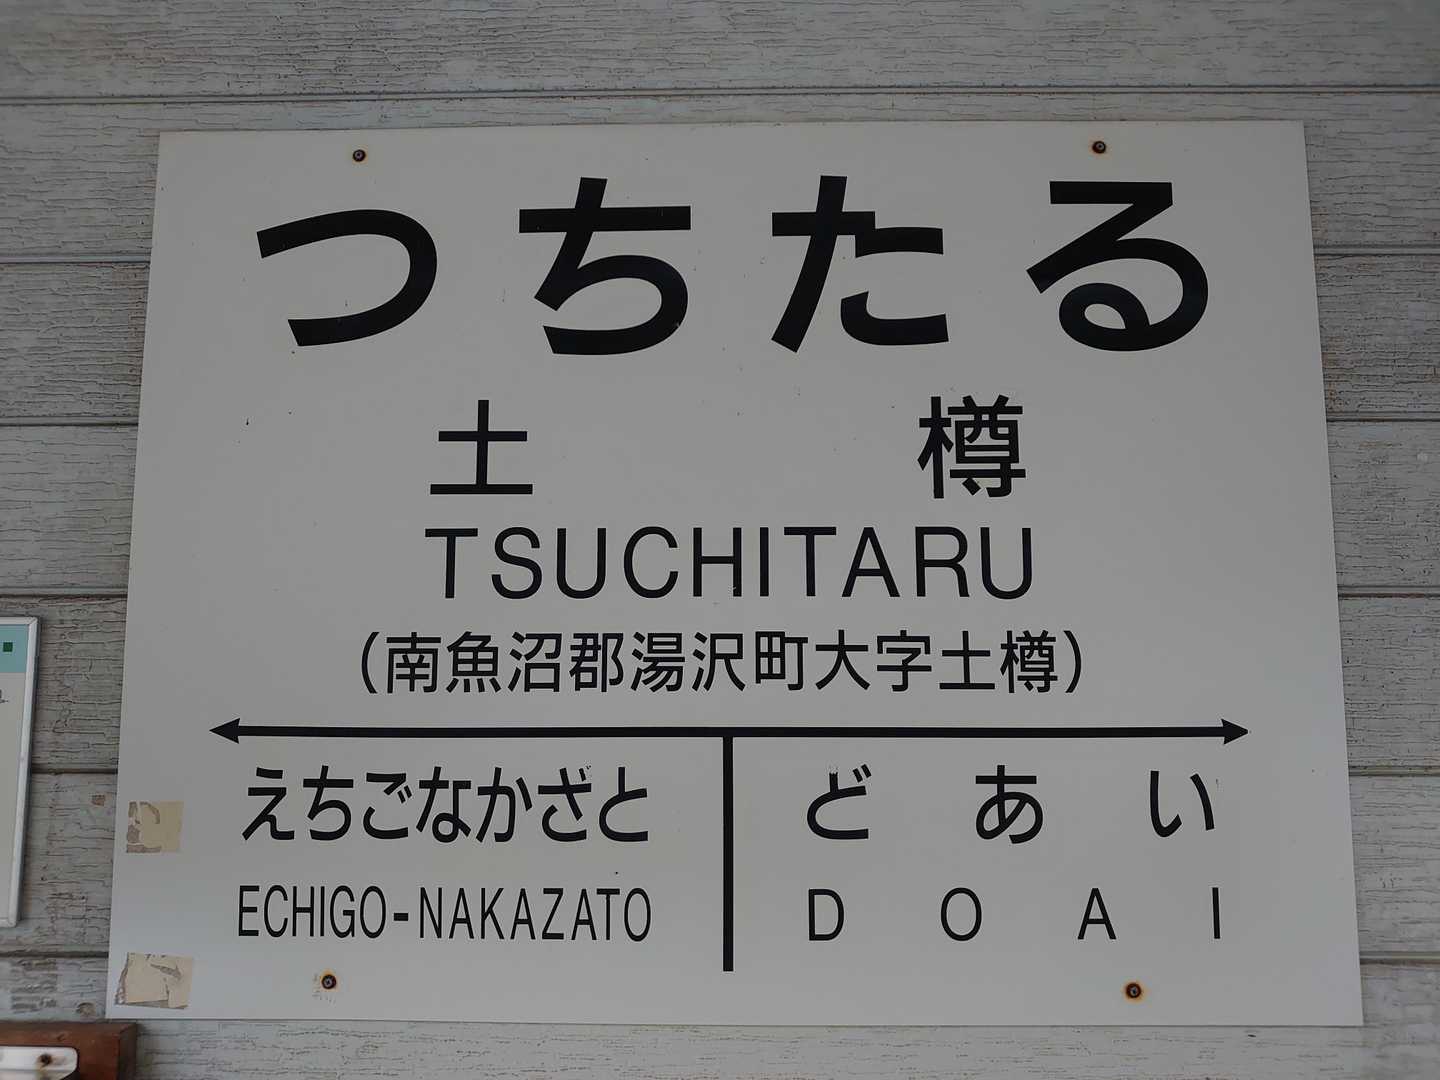 つちたる
土樽
TSUCHITARU
(南魚沼郡湯沢町大字土樽)
えちごなかざと
どあい
ECHIGO-NAKAZATO
DOAI